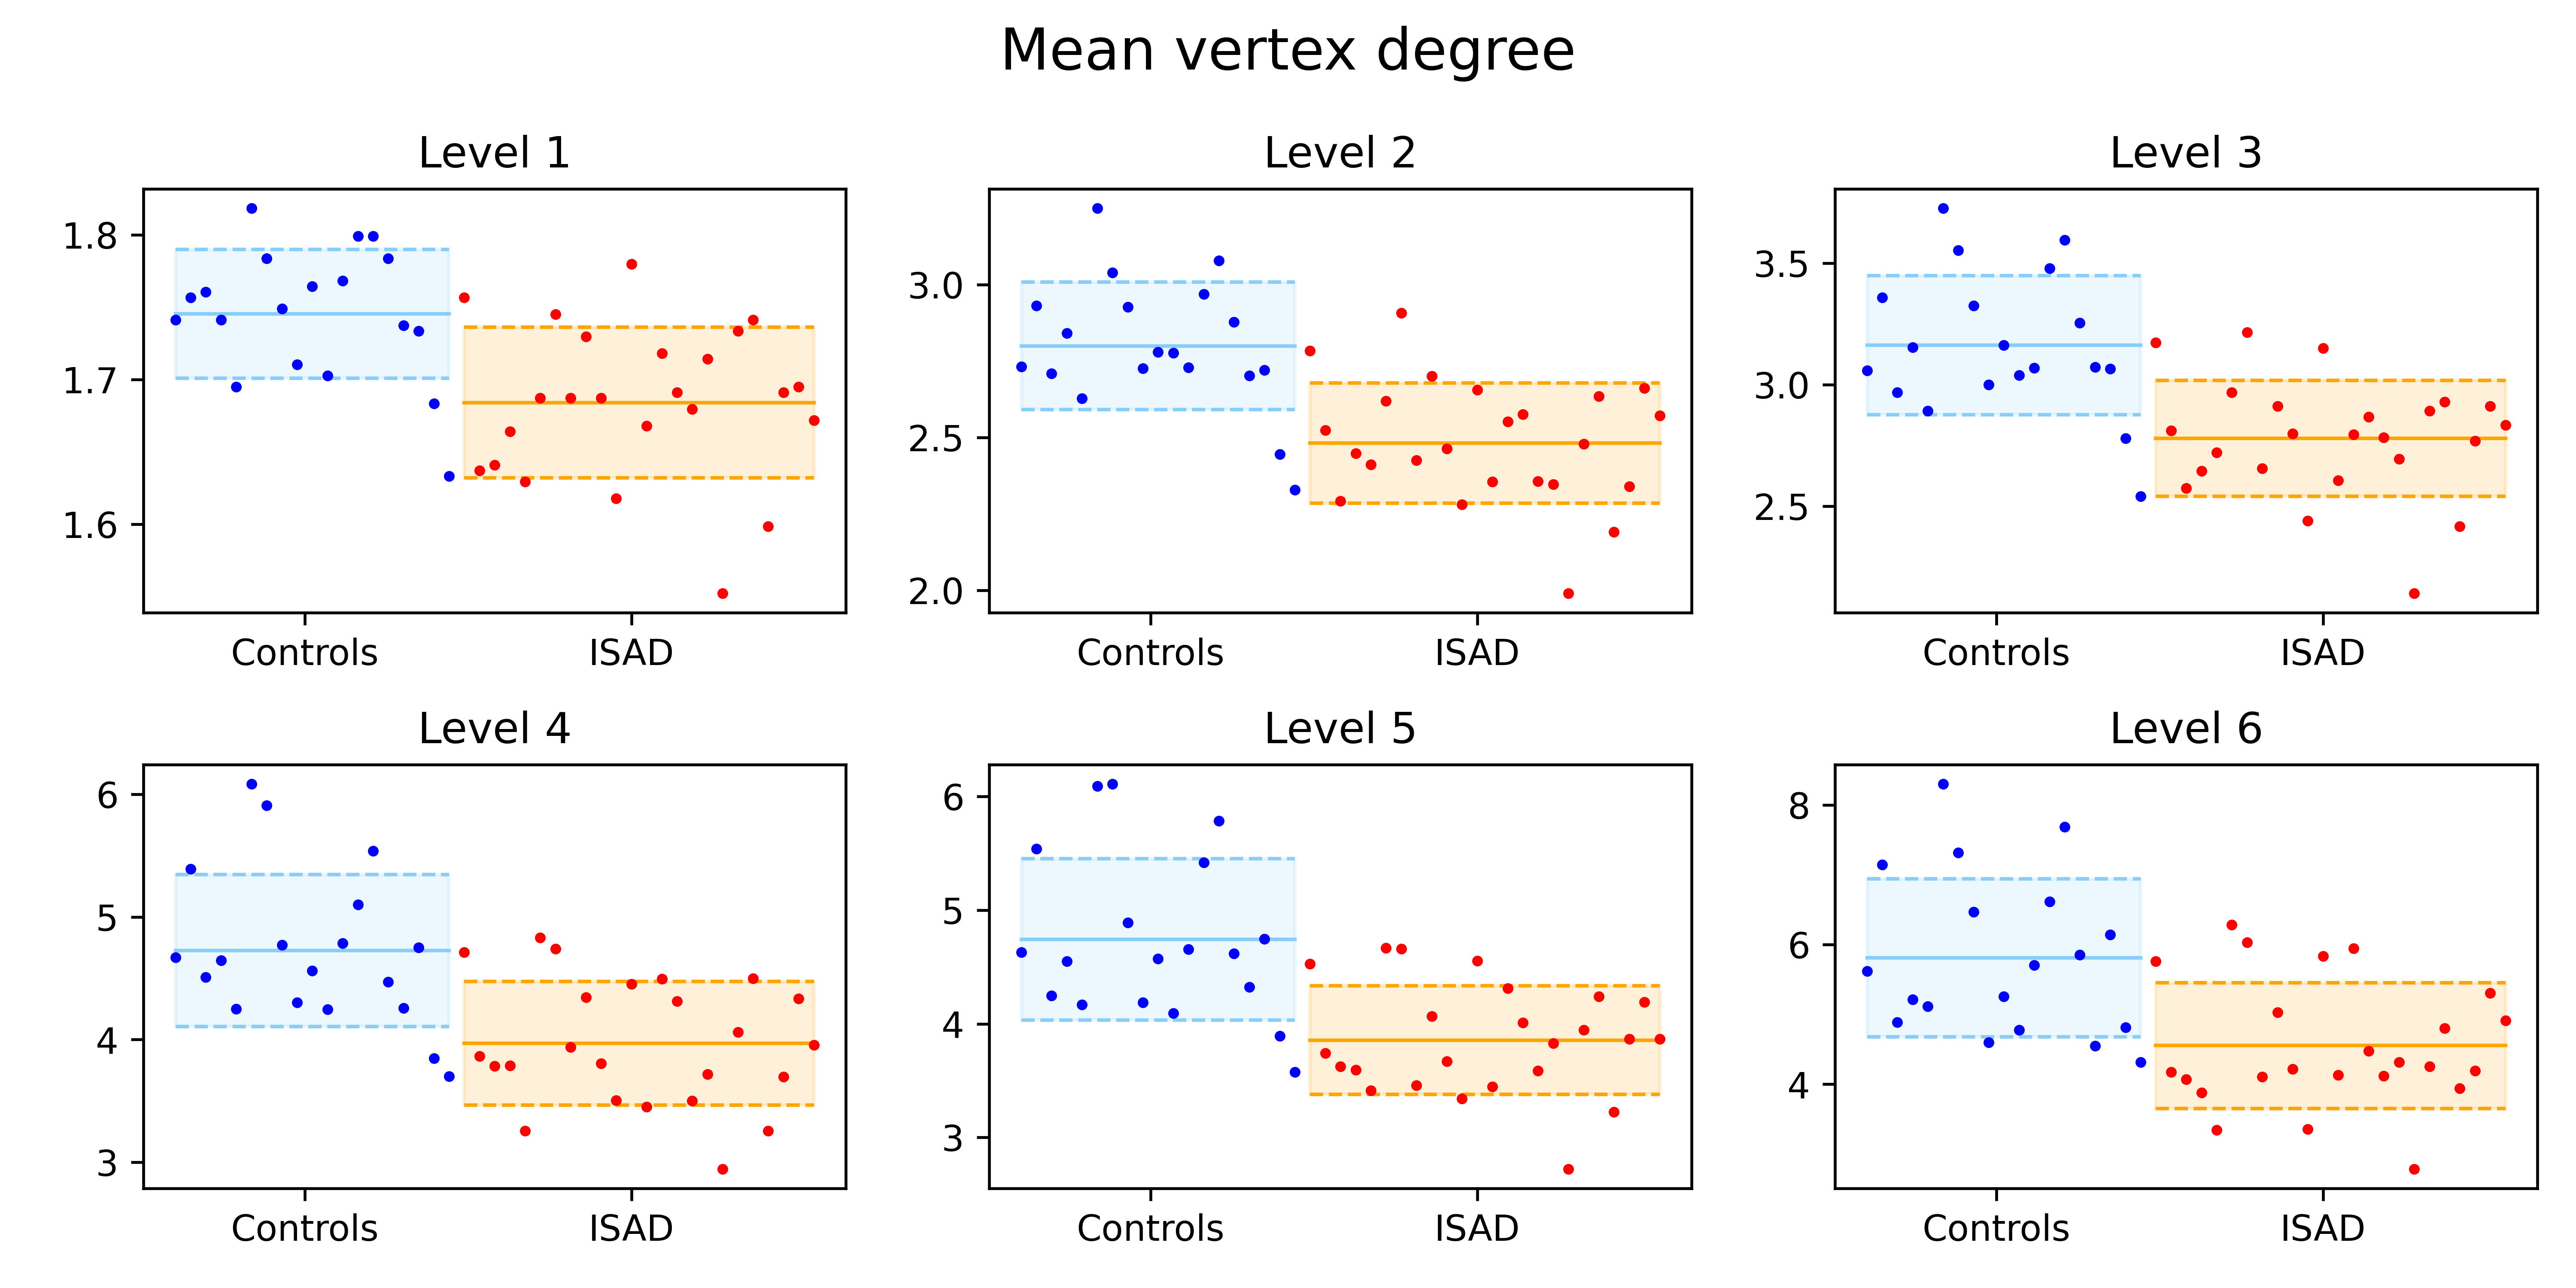 Mean vertex degree
Level 1
Level 2
Level 3
1.8
1.7
1.6
3.0
2.5
2.0
3.5
3.0
2.5
Controls
ISAD
Controls
ISAD
Controls
ISAD
Level 4
Level 5
Level 6
6
5
4
3
6
5
4
3
8
6
4
Controls
ISAD
Controls
ISAD
Controls
ISAD